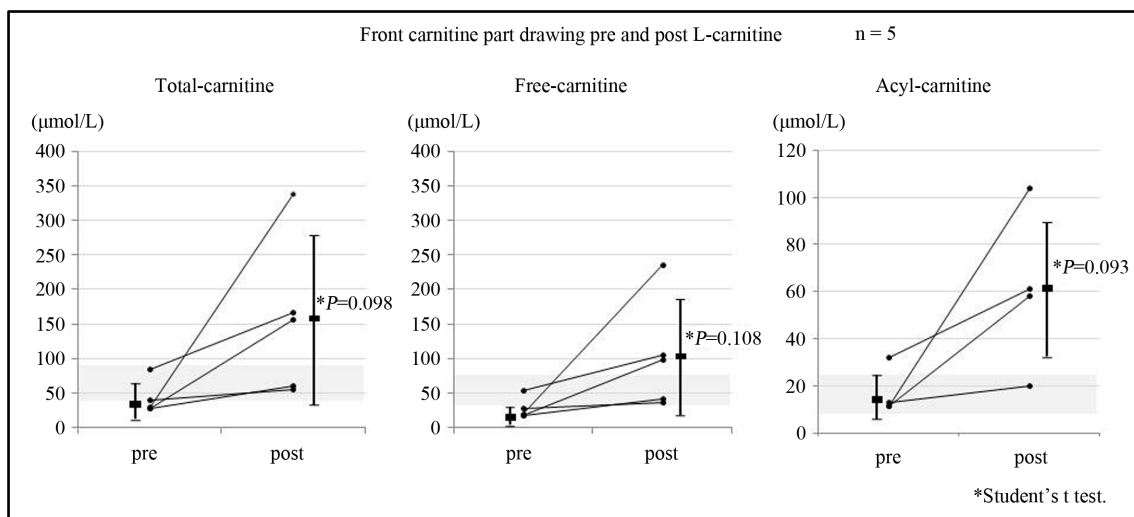 Front carnitine part drawing pre and post L-carnitine n = 5
Total-carnitine
(μmol/L)
400
350
300
250
200
150
100
50
0
*P=0.098
pre post
Free-carnitine
(μmol/L)
400
350
300
250
200
150
100
50
0
*P=0.108
pre post
Acyl-carnitine
(μmol/L)
120
100
80
60
40
20
0
*P=0.093
pre post
*Student's t test.